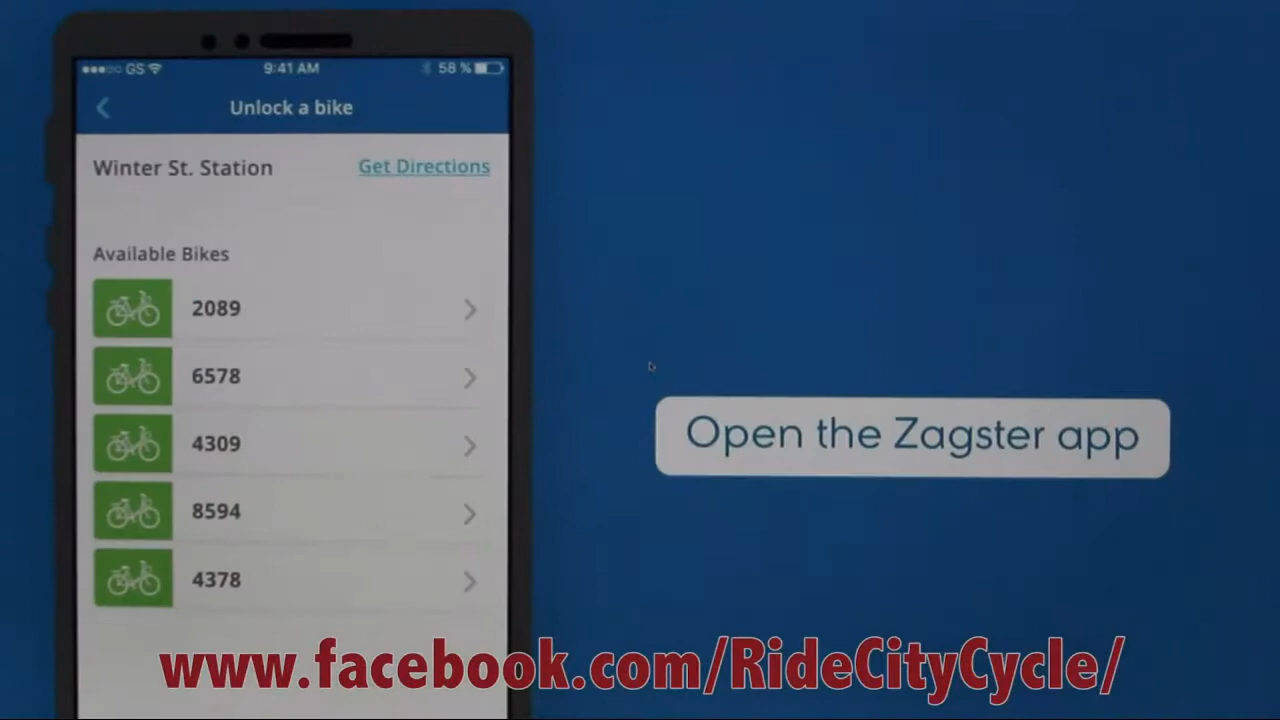 GS
9:41 AM
58 %
Unlock a bike
Winter St. Station
Get Directions
Available Bikes
2089
6578
4309
8594
4378
Open the Zagster app
www.facebook.com/RideCityCycle/